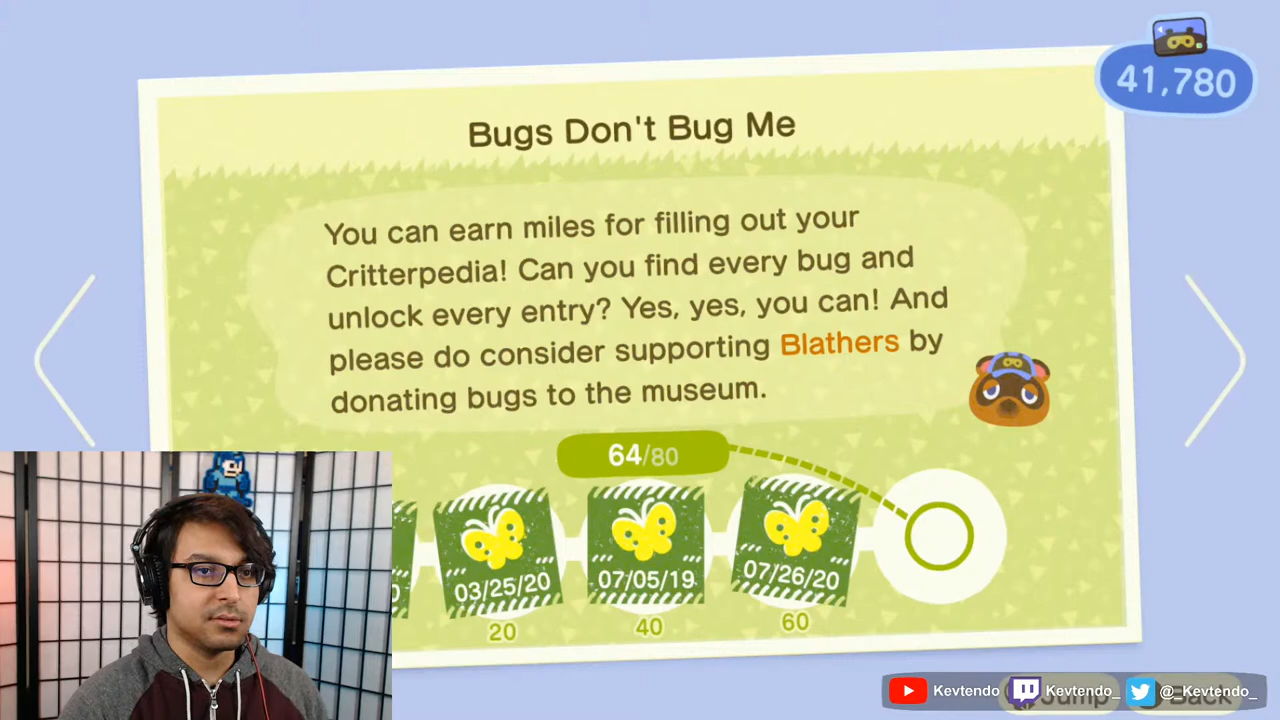 41,780
Bugs Don't Bug Me
You can earn miles for filling out your
Critterpedia! Can you find every bug and
unlock every entry? Yes, yes, you can! And
please do consider supporting Blathers by
donating bugs to the museum.
64/80
03/25/20
07/05/19
07/26/20
20
40
60
Kevtendo
Kevtendo_
@_Kevtendo_
Jump
Back